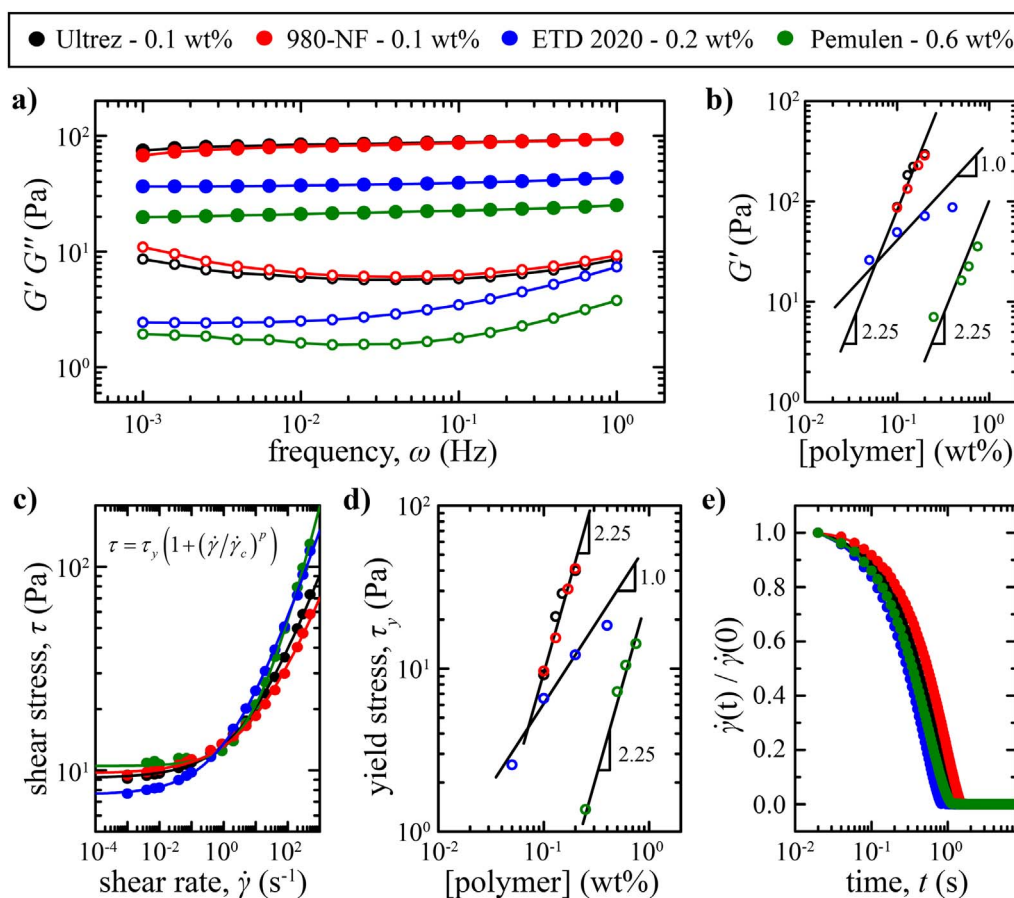 Ultrez - 0.1 wt% 980-NF - 0.1 wt% ETD 2020 - 0.2 wt% Pemulen - 0.6 wt%
a)
G' G'' (Pa)
10²
10¹
10⁰
10⁻³ 10⁻² 10⁻¹ 10⁰
frequency, ω (Hz)
b)
G' (Pa)
10³
10²
10¹
10⁰
1.0
2.25
2.25
10⁻² 10⁻¹ 10⁰
[polymer] (wt%)
c)
shear stress, τ (Pa)
τ = τ_y (1+(γ̇/γ̇_c)^p)
10²
10¹
10⁻⁴ 10⁻² 10⁰ 10²
shear rate, γ̇ (s⁻¹)
d)
yield stress, τ_y (Pa)
10²
10¹
10⁰
2.25
1.0
2.25
10⁻² 10⁻¹ 10⁰
[polymer] (wt%)
e)
γ̇(t) / γ̇(0)
1.0
0.8
0.6
0.4
0.2
0.0
10⁻² 10⁻¹ 10⁰
time, t (s)